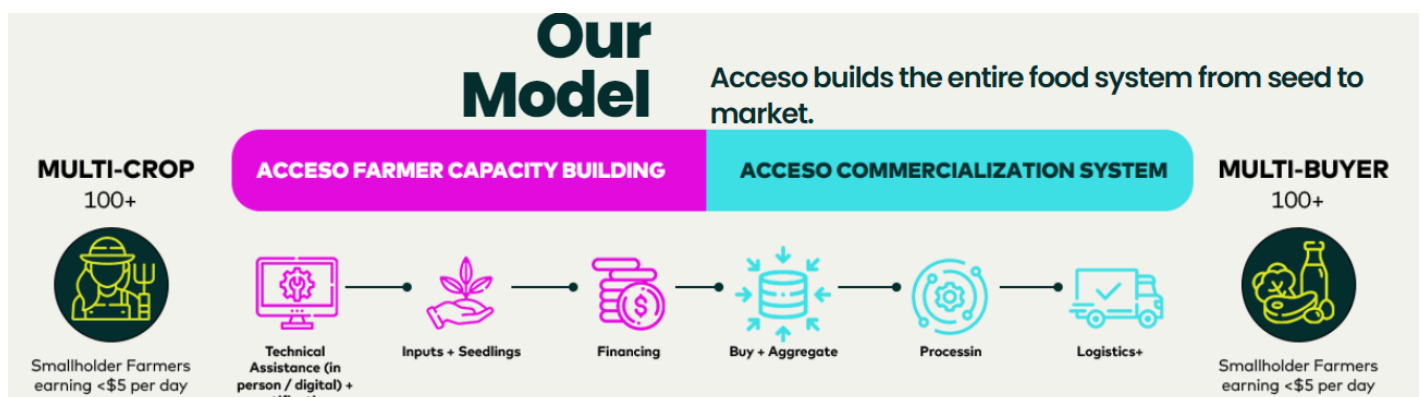 Our
Model
Acceso builds the entire food system from seed to
market.
MULTI-CROP
100+
Smallholder Farmers
earning <$5 per day
ACCESO FARMER CAPACITY BUILDING
ACCESO COMMERCIALIZATION SYSTEM
Technical
Assistance (in
person / digital) +
Inputs + Seedlings
Financing
Buy + Aggregate
Processin
Logistics+
MULTI-BUYER
100+
Smallholder Farmers
earning <$5 per day